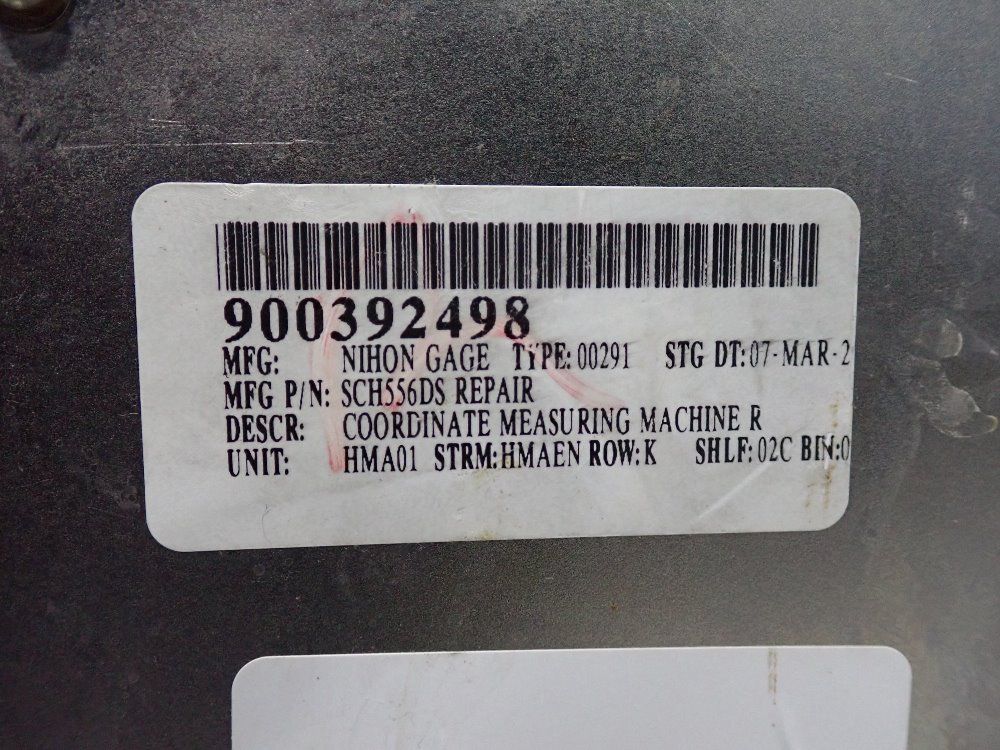 900392498
MFG: NIHON GAGE TYPE: 00291 STG DT: 07-MAR-2
MFG P/N: SCH556DS REPAIR
DESCR: COORDINATE MEASURING MACHINE R
UNIT: HMA01 STRM:HMAEN ROW:K SHLF: 02C BIN:0